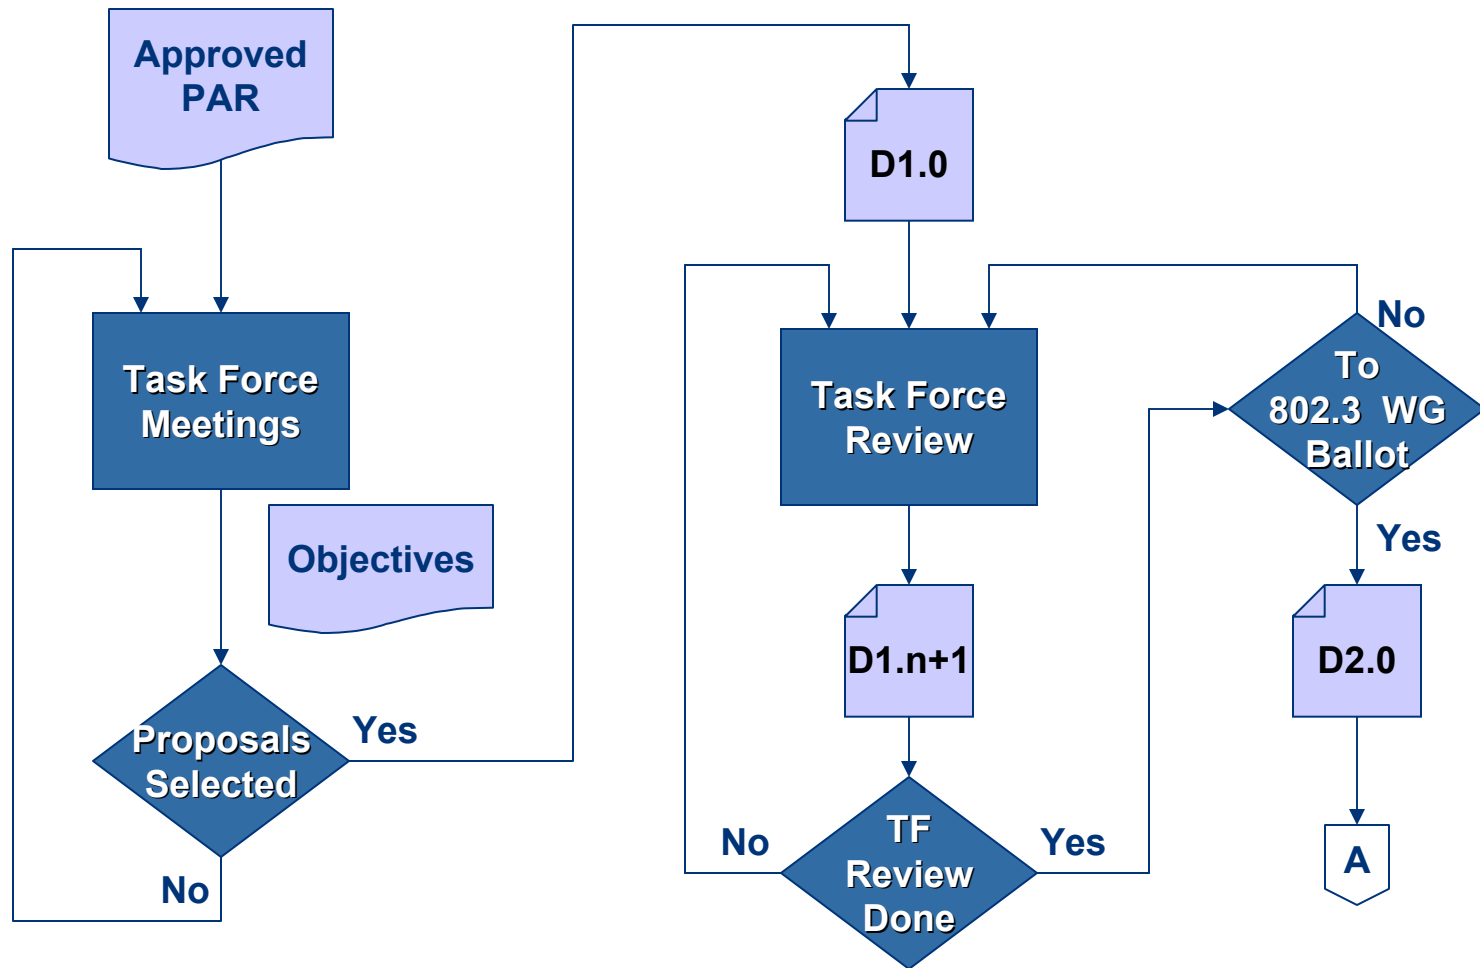 Approved
PAR
Task Force
Meetings
Objectives
Proposals
Selected
Yes
No
D1.0
Task Force
Review
D1.n+1
TF
Review
Done
No
Yes
To
802.3 WG
Ballot
No
Yes
D2.0
A